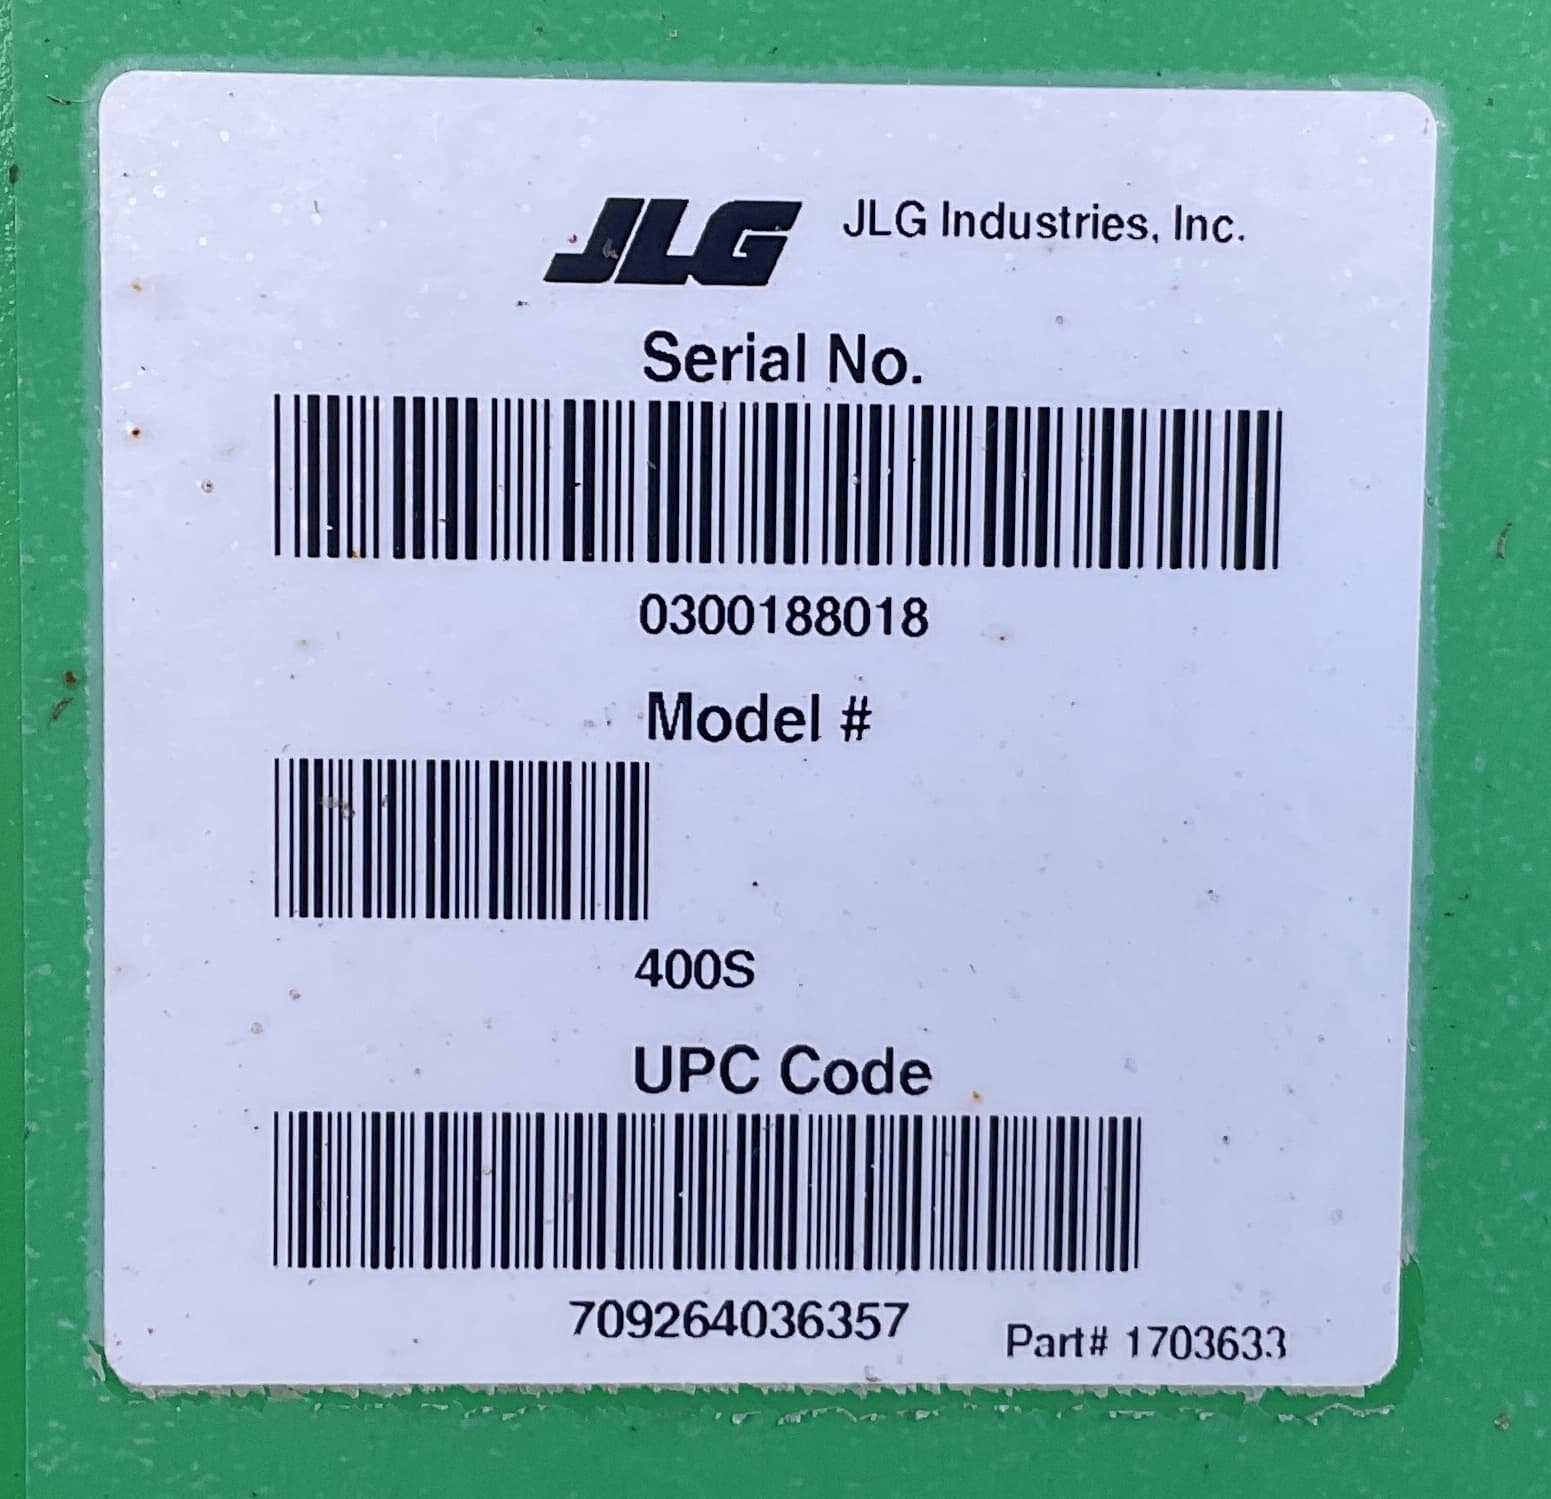 JLG JLG Industries, Inc.
Serial No.
0300188018
Model #
400S
UPC Code
709264036357
Part# 1703633